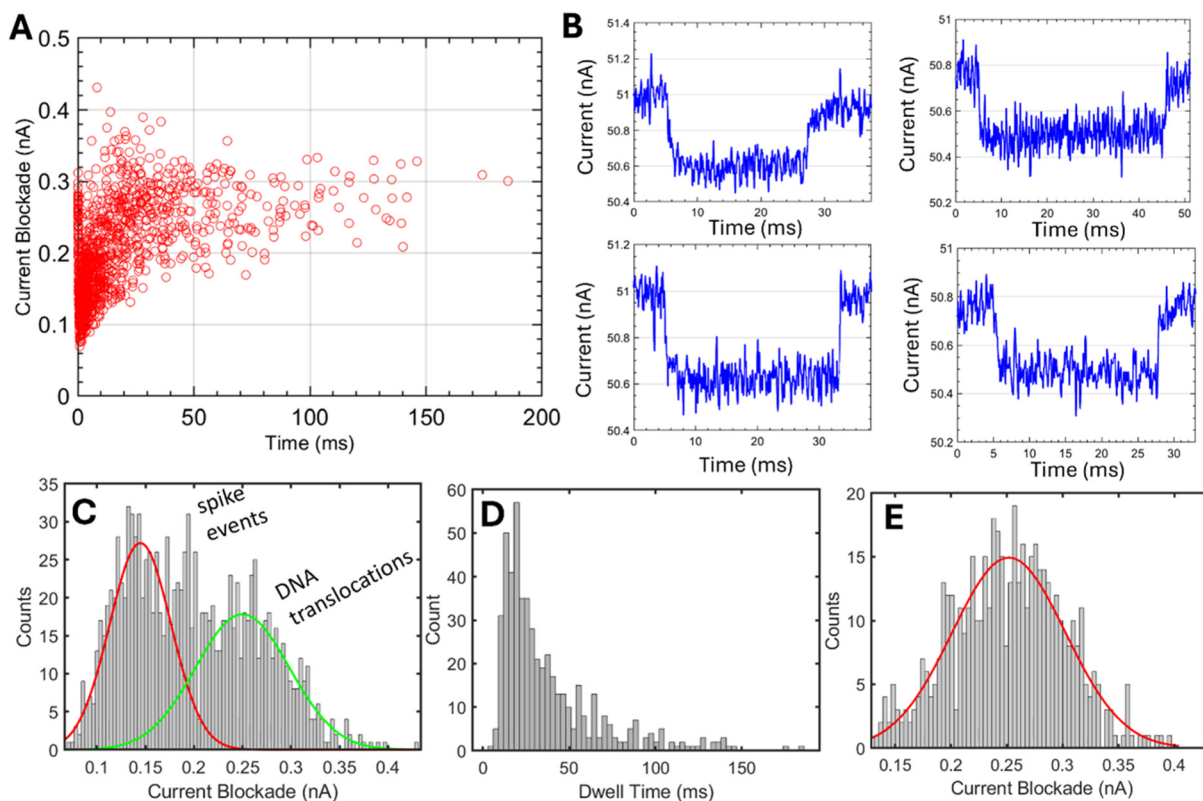 A
0.5
0.4
0.3
0.2
0.1
0
Current Blockade (nA)
0 50 100 150 200
Time (ms)
B
51.4
51.2
51
50.8
50.6
50.4
Current (nA)
0 10 20 30
Time (ms)
51
50.8
50.6
50.4
50.2
Current (nA)
0 10 20 30 40 50
Time (ms)
51.2
51
50.8
50.6
50.4
Current (nA)
0 10 20 30
Time (ms)
51
50.8
50.6
50.4
50.2
Current (nA)
0 5 10 15 20 25 30
Time (ms)
C
spike
events
DNA
translocations
35
30
25
20
15
10
5
0
Counts
0.1 0.15 0.2 0.25 0.3 0.35 0.4
Current Blockade (nA)
D
60
50
40
30
20
10
0
Count
0 50 100 150
Dwell Time (ms)
E
20
15
10
5
0
Counts
0.15 0.2 0.25 0.3 0.35 0.4
Current Blockade (nA)